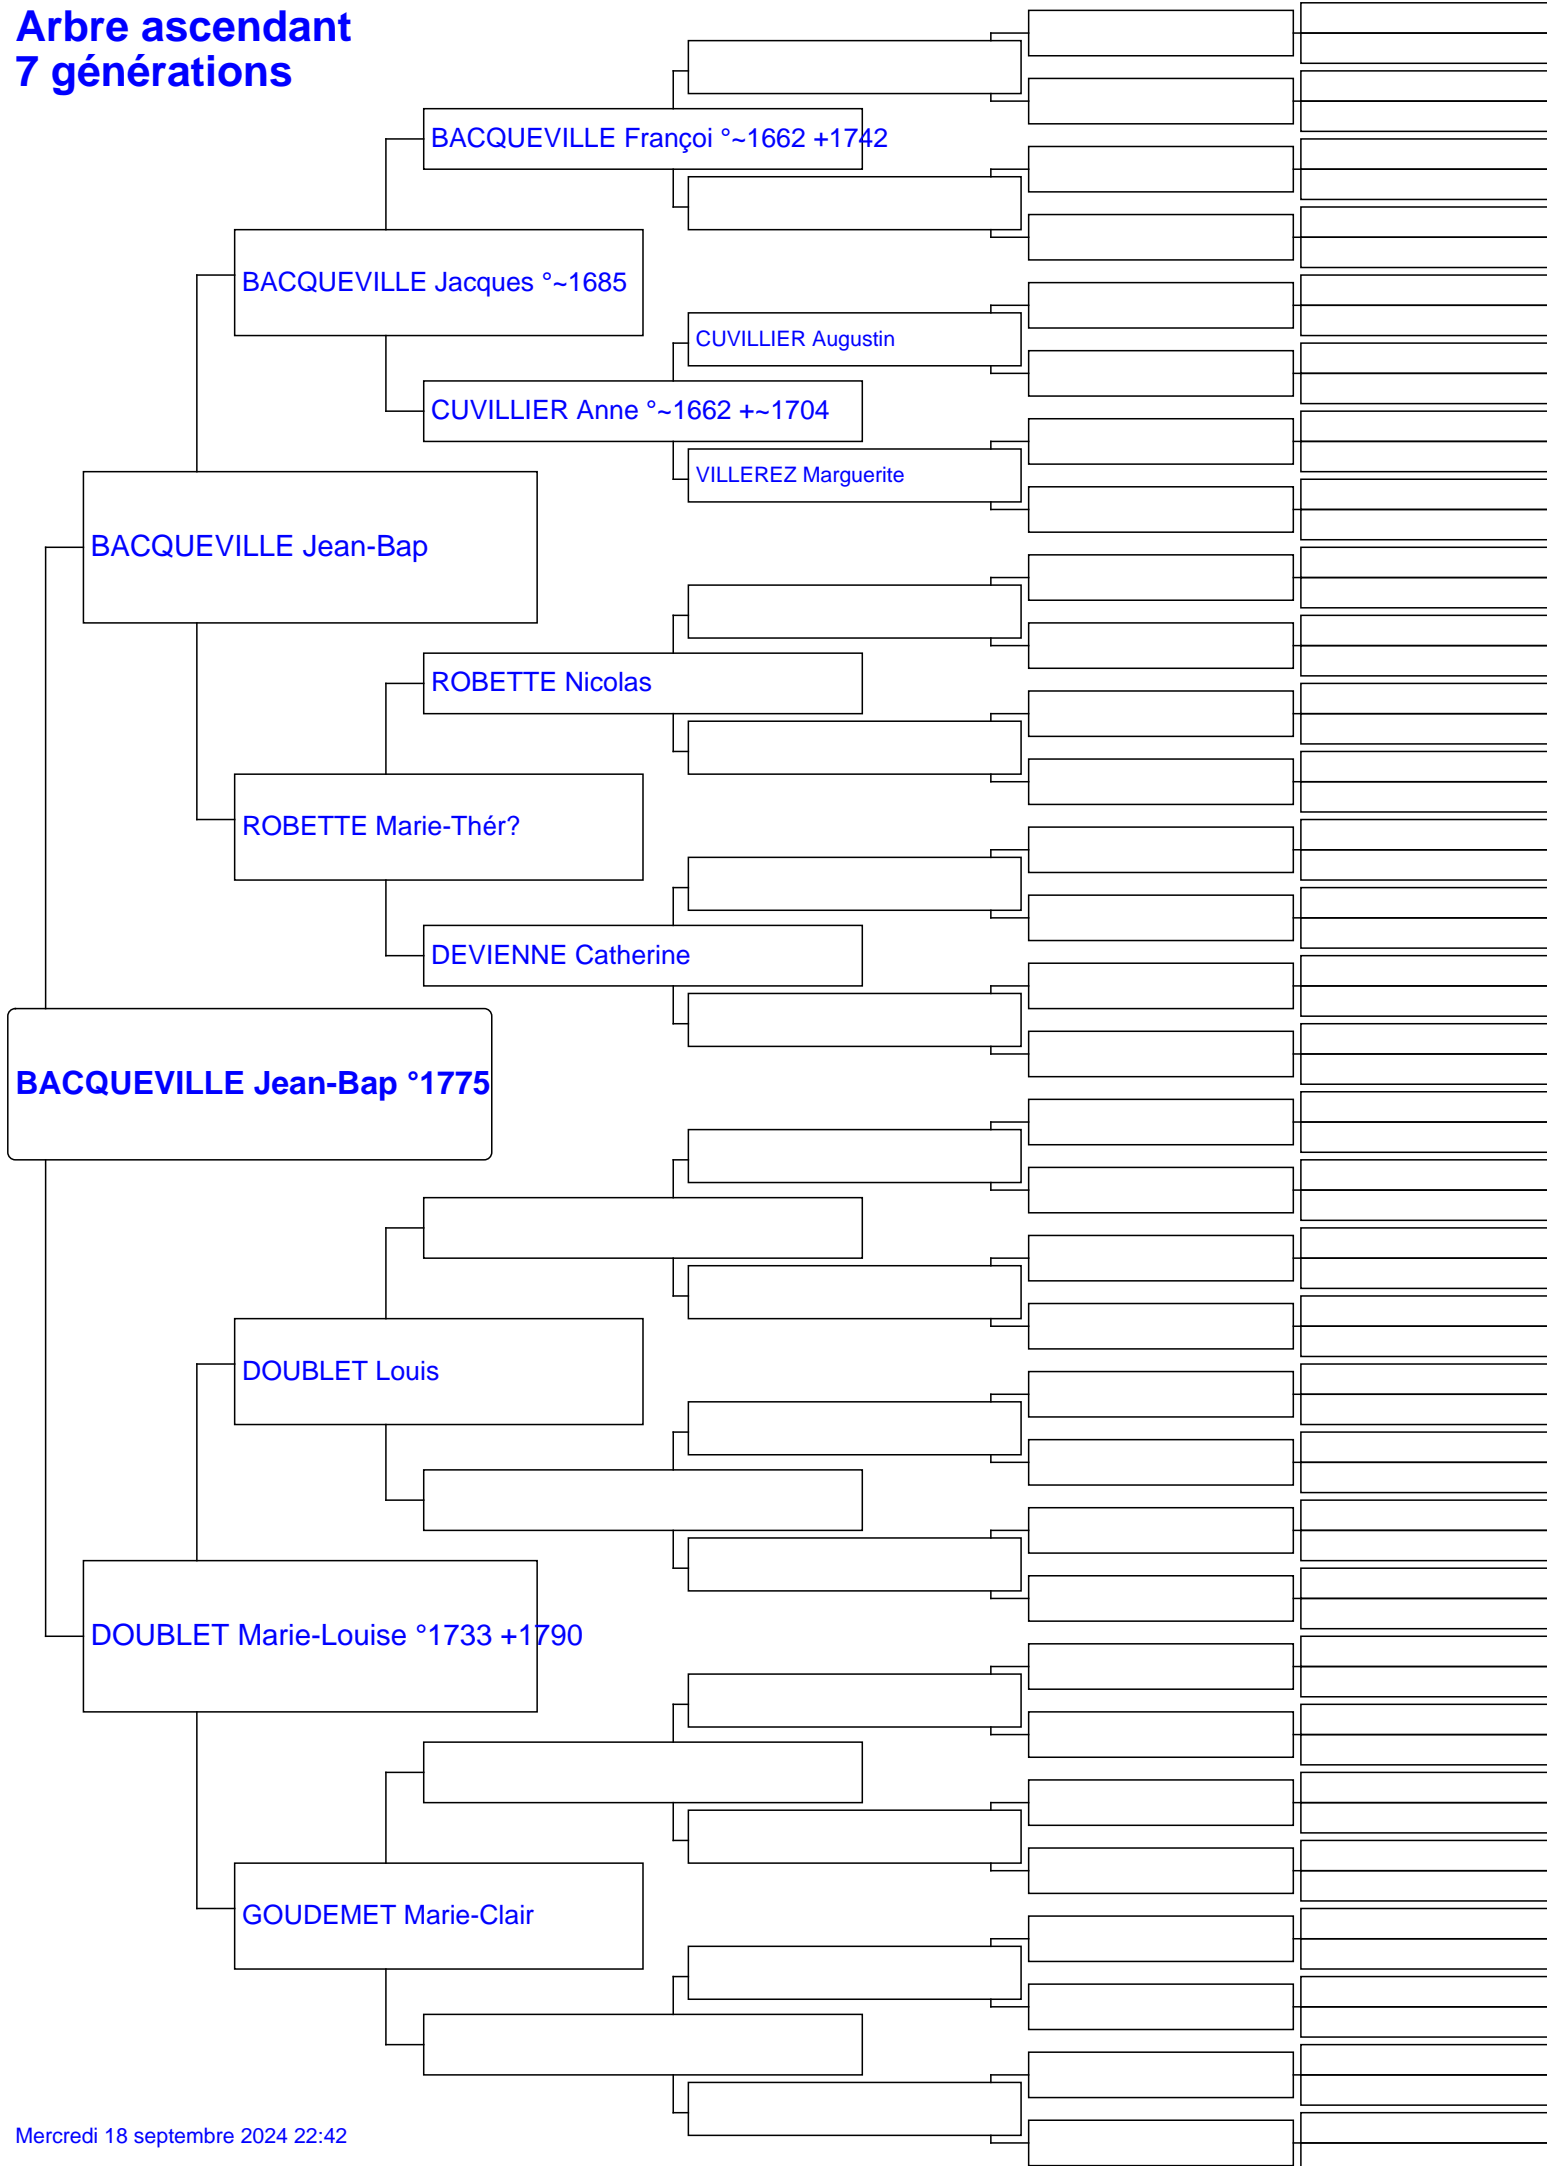 Arbre ascendant
7 générations
BACQUEVILLE Françoi °~1662 +1742
BACQUEVILLE Jacques °~1685
CUVILLIER Augustin
CUVILLIER Anne °~1662 +~1704
VILLEREZ Marguerite
BACQUEVILLE Jean-Bap
ROBETTE Nicolas
ROBETTE Marie-Thér?
DEVIENNE Catherine
BACQUEVILLE Jean-Bap °1775
DOUBLET Louis
DOUBLET Marie-Louise °1733 +1790
GOUDEMET Marie-Clair
Mercredi 18 septembre 2024 22:42